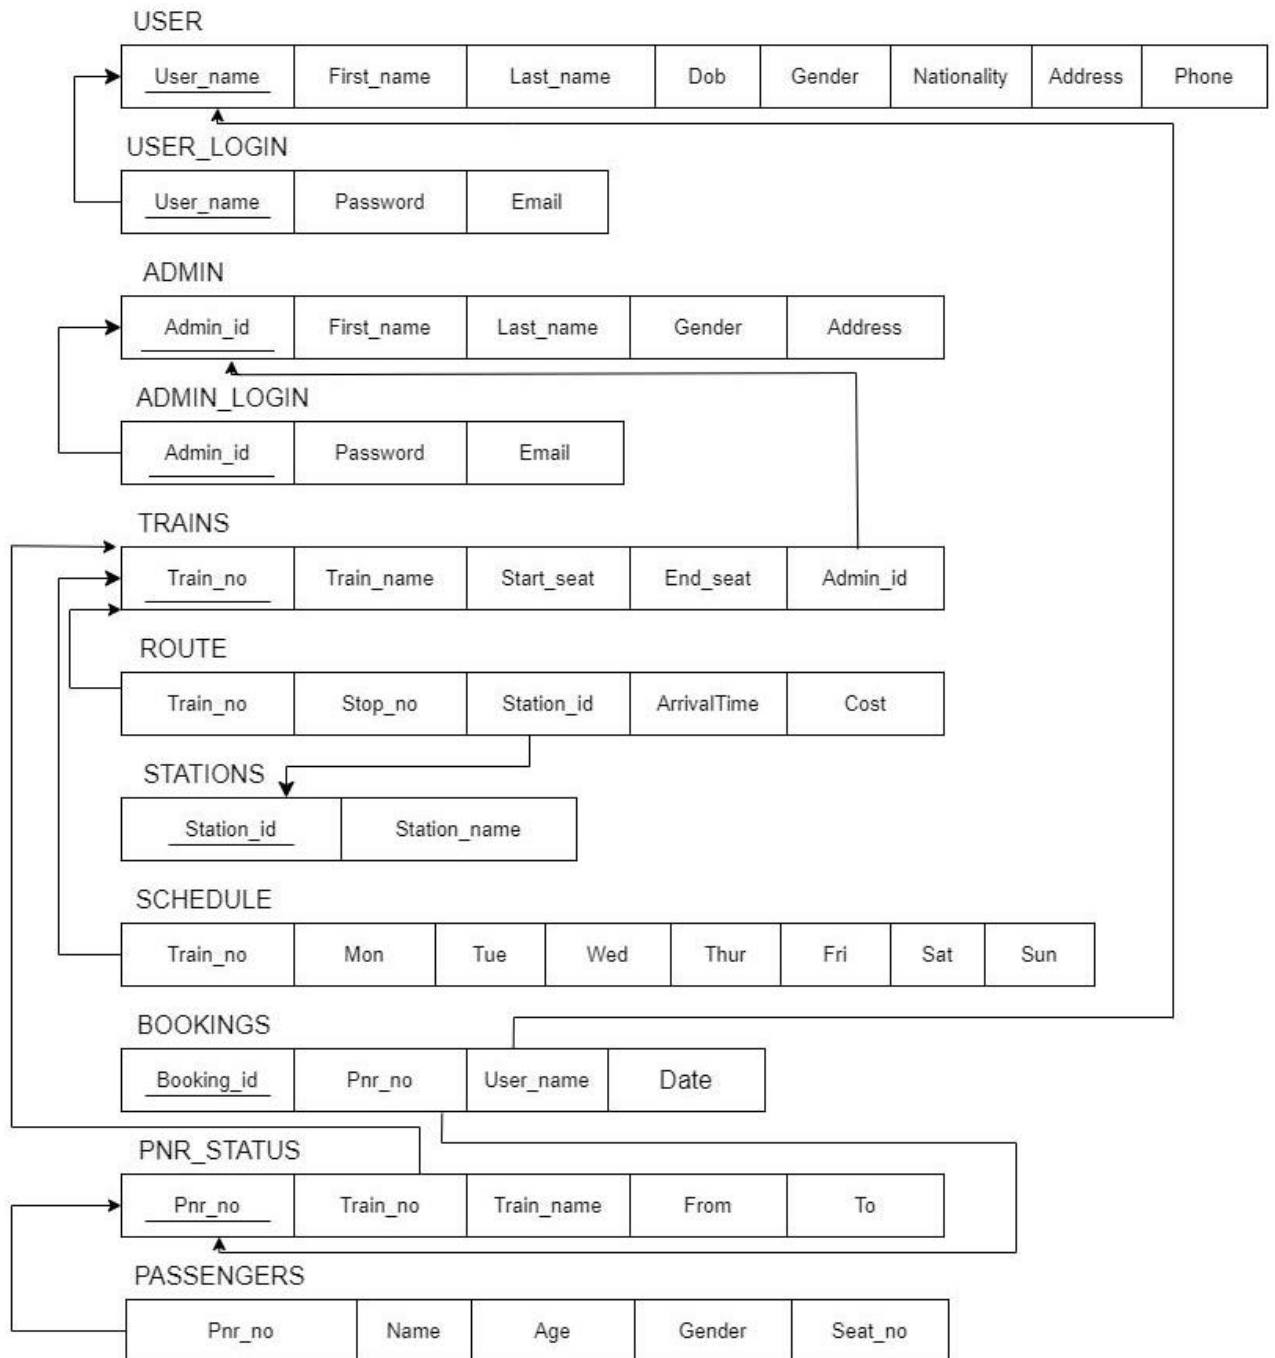 USER
User_name First_name Last_name Dob Gender Nationality Address Phone
USER_LOGIN
User_name Password Email
ADMIN
Admin_id First_name Last_name Gender Address
ADMIN_LOGIN
Admin_id Password Email
TRAINS
Train_no Train_name Start_seat End_seat Admin_id
ROUTE
Train_no Stop_no Station_id ArrivalTime Cost
STATIONS
Station_id Station_name
SCHEDULE
Train_no Mon Tue Wed Thur Fri Sat Sun
BOOKINGS
Booking_id Pnr_no User_name Date
PNR_STATUS
Pnr_no Train_no Train_name From To
PASSENGERS
Pnr_no Name Age Gender Seat_no